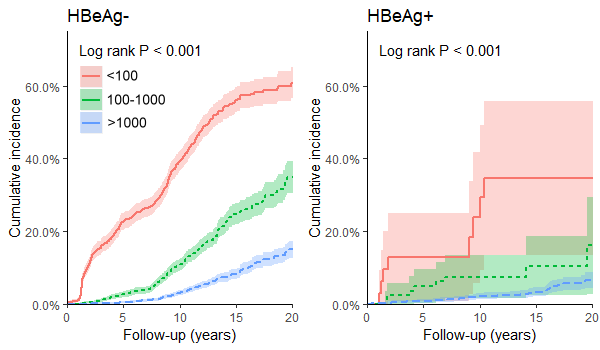 HBeAg-
Log rank P < 0.001
<100
100-1000
>1000
60.0%
40.0%
20.0%
0.0%
Cumulative incidence
0 5 10 15 20
Follow-up (years)
HBeAg+
Log rank P < 0.001
60.0%
40.0%
20.0%
0.0%
Cumulative incidence
0 5 10 15 20
Follow-up (years)